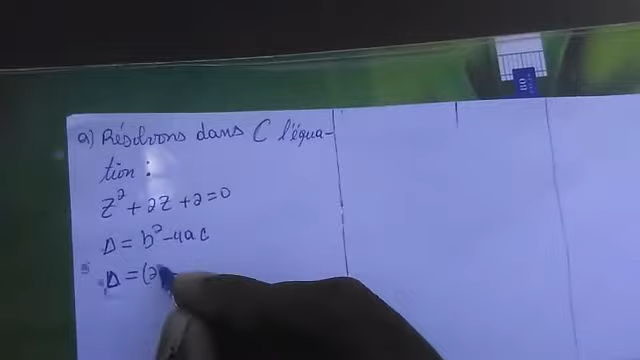 a) Résolvons dans C l'équa-
tion :
z² + 2z + 2 = 0
Δ = b² - 4ac
Δ = (2